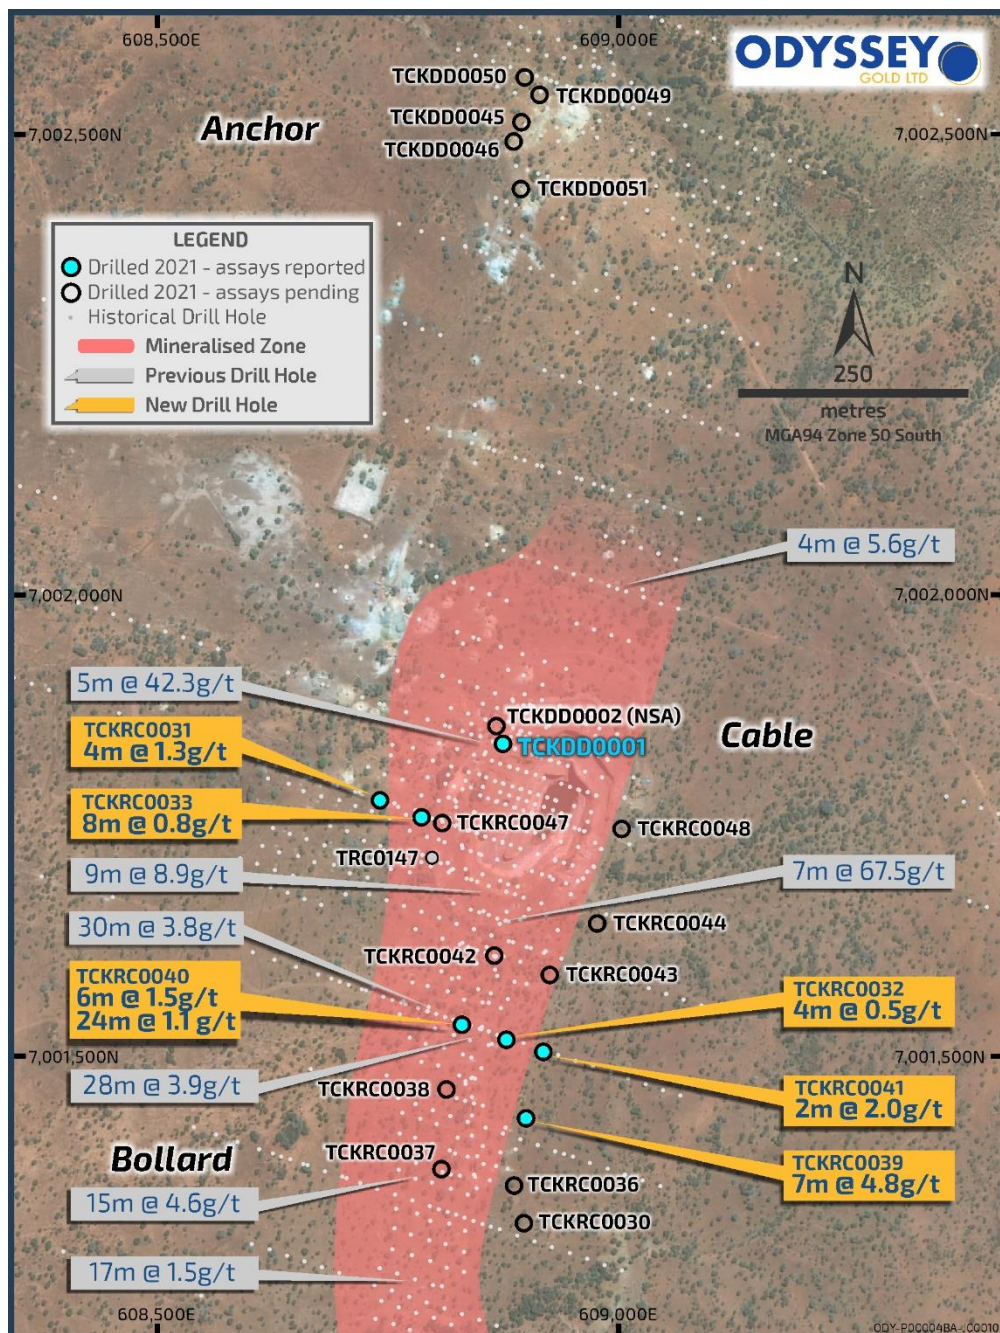 608,500E
609,000E
ODYSSEY
GOLD LTD
TCKDD0050
TCKDD0049
TCKDD0045
TCKDD0046
Anchor
7,002,500N
7,002,500N
TCKDD0051
LEGEND
Drilled 2021 - assays reported
Drilled 2021 - assays pending
Historical Drill Hole
Mineralised Zone
Previous Drill Hole
New Drill Hole
N
250
metres
MGA94 Zone 50 South
4m @ 5.6g/t
7,002,000N
7,002,000N
5m @ 42.3g/t
TCKDD0002 (NSA)
TCKDD0001
Cable
TCKRC0031
4m @ 1.3g/t
TCKRC0033
8m @ 0.8g/t
TCKRC0047
TCKRC0048
TRC0147
9m @ 8.9g/t
7m @ 67.5g/t
30m @ 3.8g/t
TCKRC0044
TCKRC0042
TCKRC0043
TCKRC0040
6m @ 1.5g/t
24m @ 1.1 g/t
TCKRC0032
4m @ 0.5g/t
7,001,500N
7,001,500N
28m @ 3.9g/t
TCKRC0038
TCKRC0041
2m @ 2.0g/t
Bollard
TCKRC0037
TCKRC0039
7m @ 4.8g/t
15m @ 4.6g/t
TCKRC0036
TCKRC0030
17m @ 1.5g/t
608,500E
609,000E